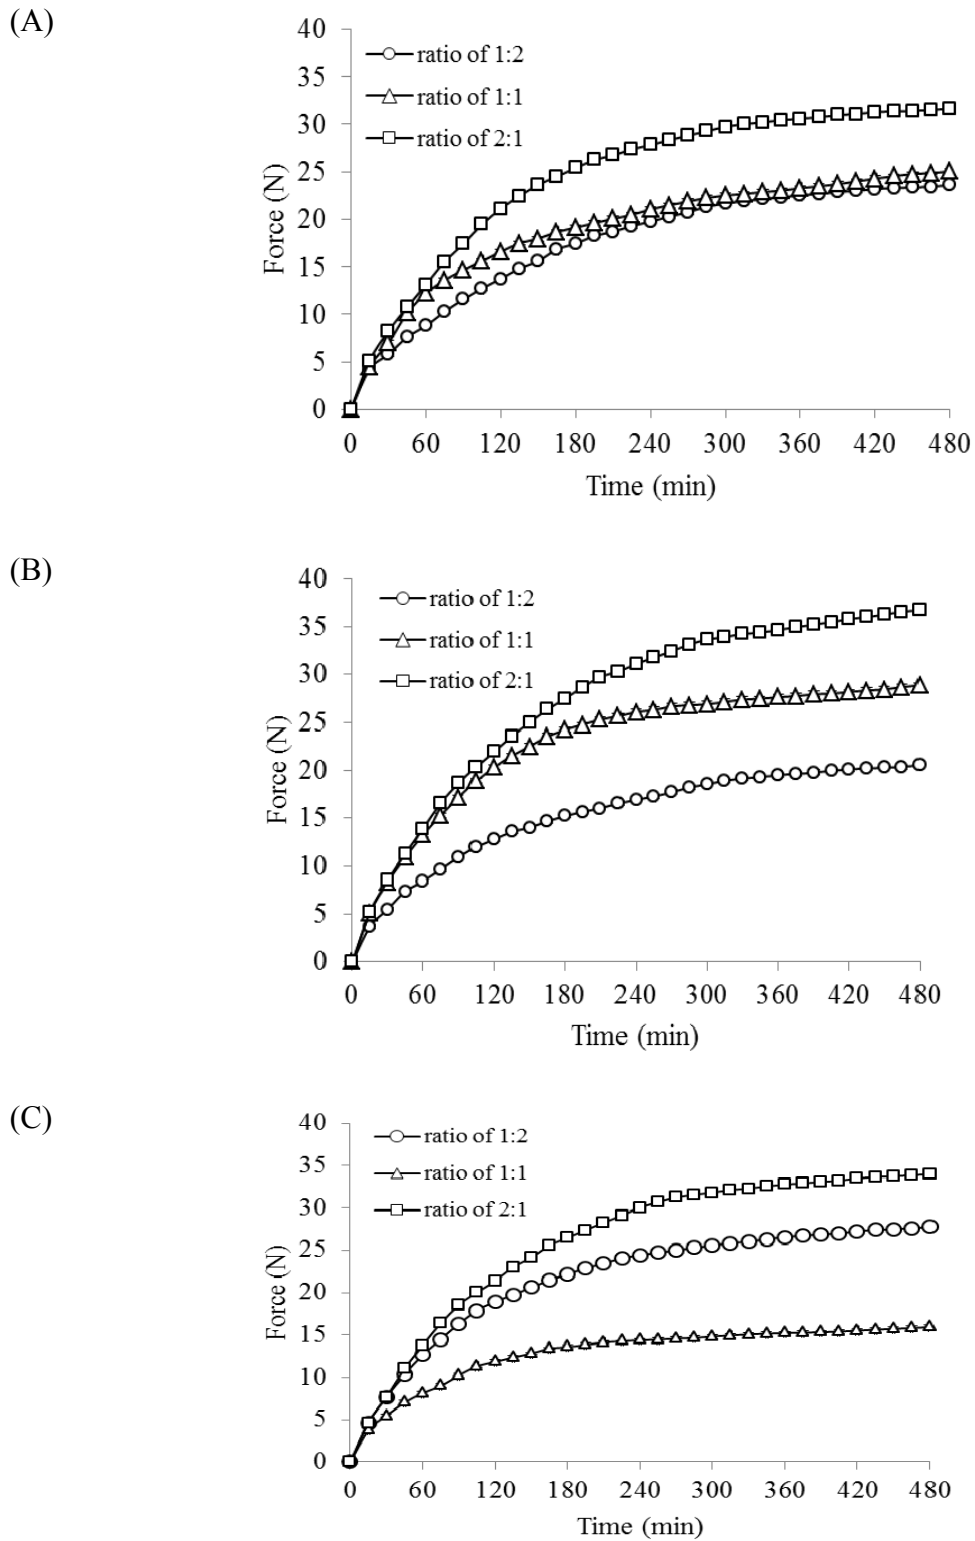 (A)
40
35
30
25
20
15
10
5
0
Force (N)
ratio of 1:2
ratio of 1:1
ratio of 2:1
0 60 120 180 240 300 360 420 480
Time (min)
(B)
40
35
30
25
20
15
10
5
0
Force (N)
ratio of 1:2
ratio of 1:1
ratio of 2:1
0 60 120 180 240 300 360 420 480
Time (min)
(C)
40
35
30
25
20
15
10
5
0
Force (N)
ratio of 1:2
ratio of 1:1
ratio of 2:1
0 60 120 180 240 300 360 420 480
Time (min)